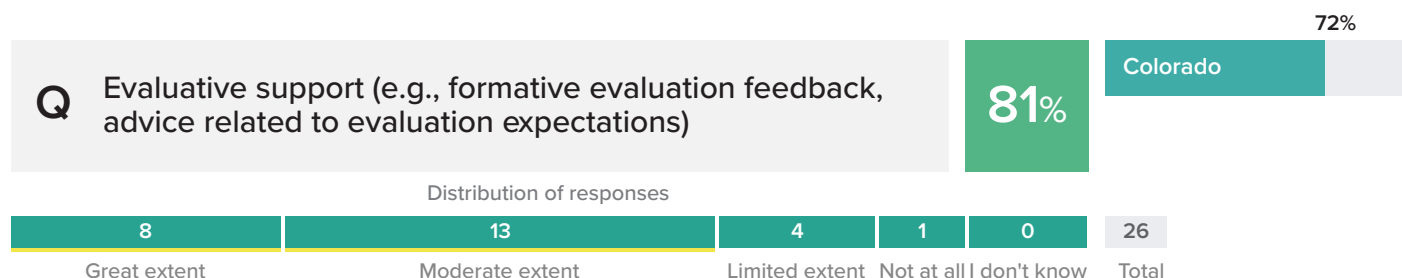 72%
Q
Evaluative support (e.g., formative evaluation feedback,
advice related to evaluation expectations)
81%
Colorado
Distribution of responses
8 13 4 1 0 26
Great extent Moderate extent Limited extent Not at all I don't know Total